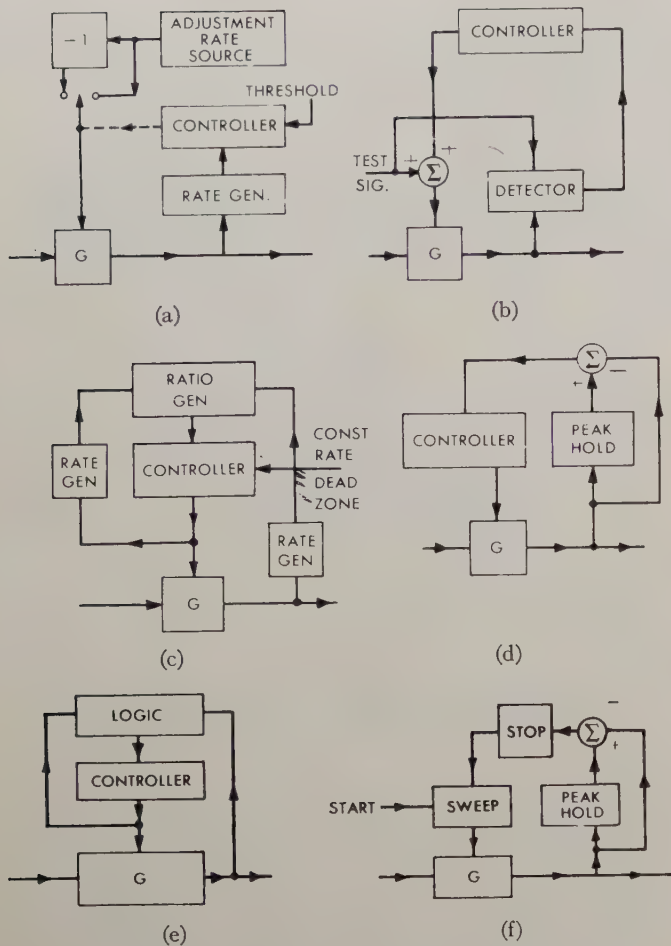 ADJUSTMENT
RATE
SOURCE
-1
THRESHOLD
CONTROLLER
RATE GEN.
G
(a)
CONTROLLER
+
+
TEST
SIG.
Σ
DETECTOR
G
(b)
RATIO
GEN
RATE
GEN
CONTROLLER
CONST
RATE
DEAD
ZONE
RATE
GEN
G
(c)
Σ
-
+
CONTROLLER
PEAK
HOLD
G
(d)
LOGIC
CONTROLLER
G
(e)
-
STOP
Σ
+
START
SWEEP
PEAK
HOLD
G
(f)